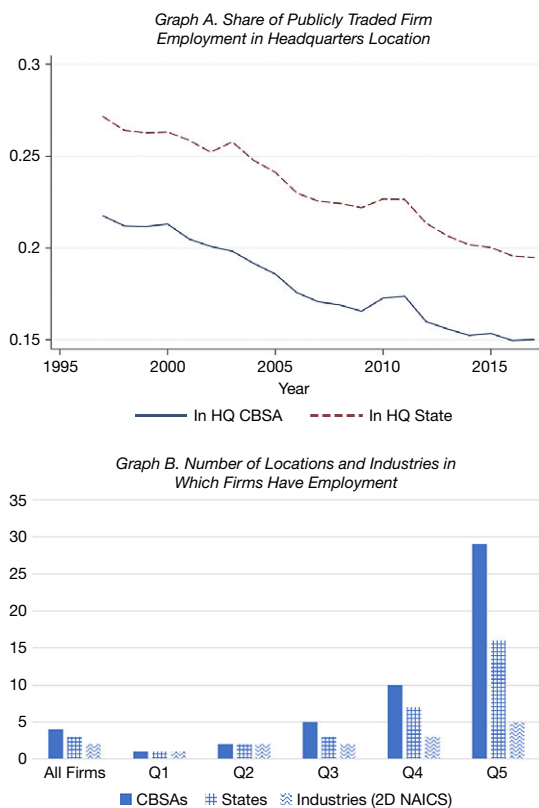 Graph A. Share of Publicly Traded Firm
Employment in Headquarters Location
0.3
0.25
0.2
0.15
1995 2000 2005 2010 2015
Year
In HQ CBSA In HQ State
Graph B. Number of Locations and Industries in
Which Firms Have Employment
35
30
25
20
15
10
5
0
All Firms Q1 Q2 Q3 Q4 Q5
CBSAs States Industries (2D NAICS)